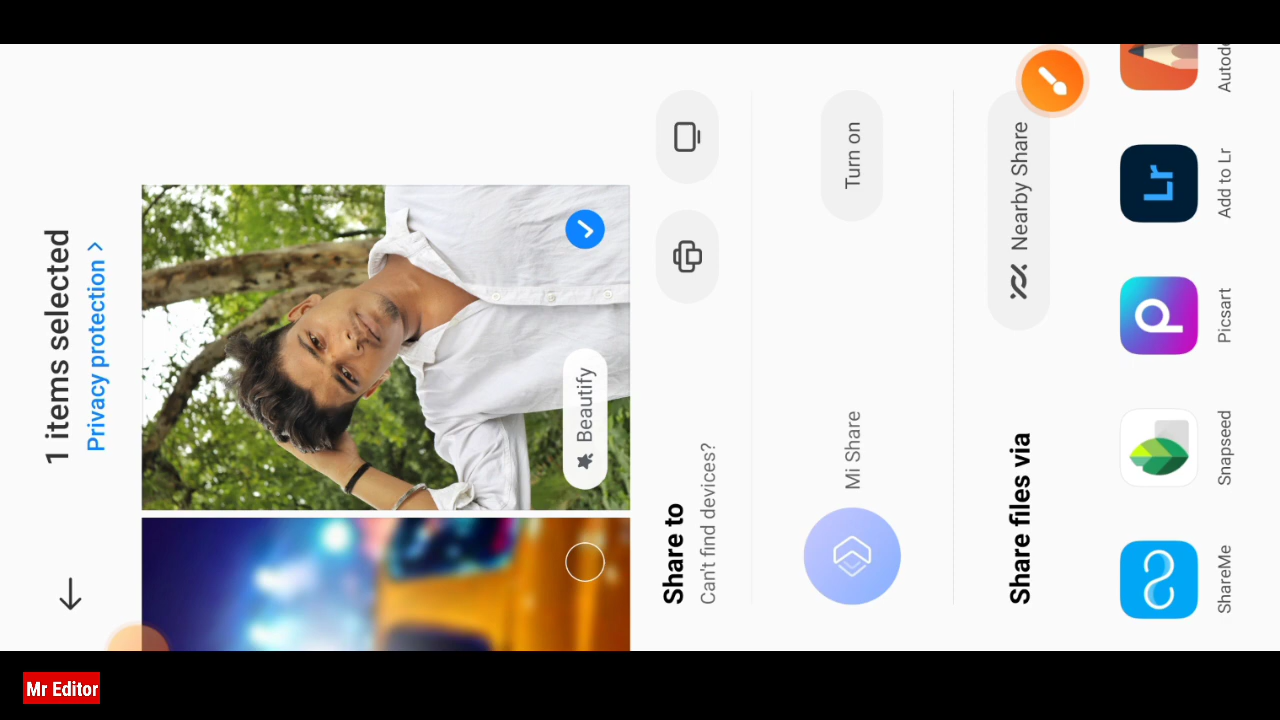 1 items selected
Privacy protection >
Beautify
Share to
Can't find devices?
Mi Share
Turn on
Share files via
Nearby Share
ShareMe
Snapseed
Picsart
Lr
Add to Lr
Mr Editor